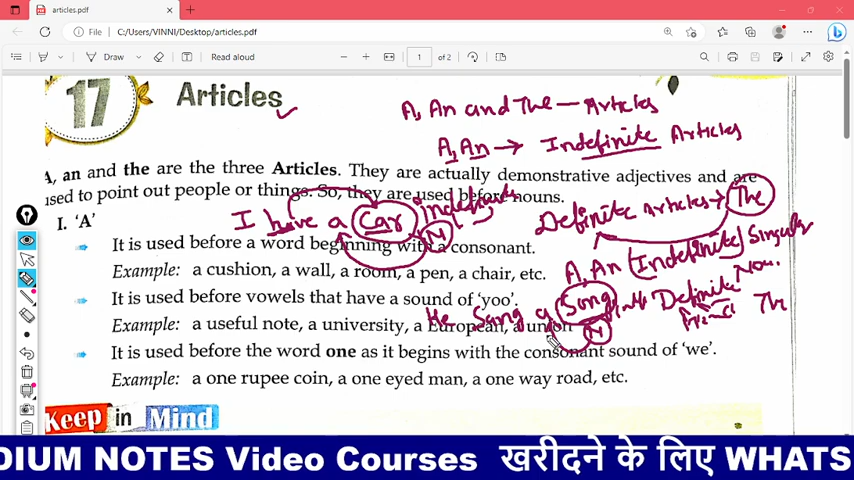 articles.pdf
File C:/Users/VINNI/Desktop/articles.pdf
Draw Read aloud 1 of 2
17 Articles
A, An and The — Articles
A, An → Indefinite Articles
A, an and the are the three Articles. They are actually demonstrative adjectives and are
used to point out people or things. So, they are used before nouns.
Definite Articles → The
I. 'A'
I have a Car indefinite
N
It is used before a word beginning with a consonant.
A, An (Indefinite) Singular
Noun.
Example: a cushion, a wall, a room, a pen, a chair, etc.
It is used before vowels that have a sound of 'yoo'.
He Sang a Song Definite The
N
Example: a useful note, a university, a European, a union
It is used before the word one as it begins with the consonant sound of 'we'.
Example: a one rupee coin, a one eyed man, a one way road, etc.
Keep in Mind
DIUM NOTES Video Courses खरीदने के लिए WHATS